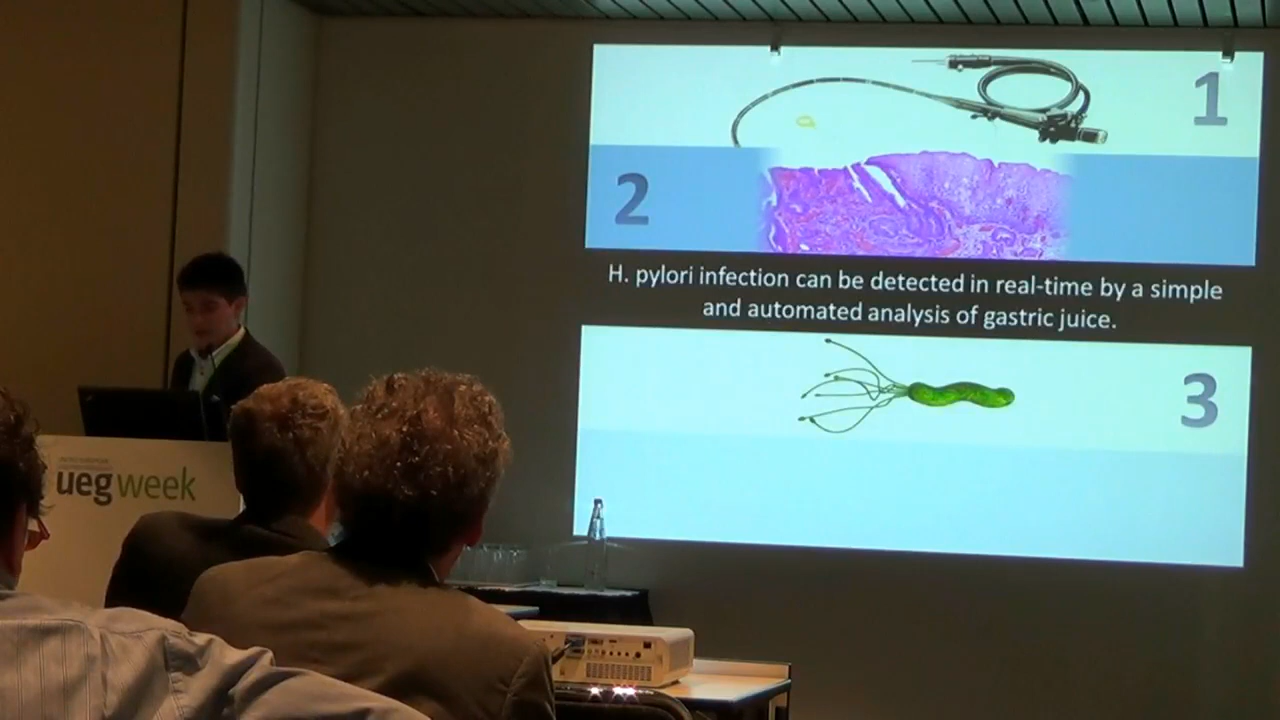 1
2
H. pylori infection can be detected in real-time by a simple
and automated analysis of gastric juice.
3
ueg week